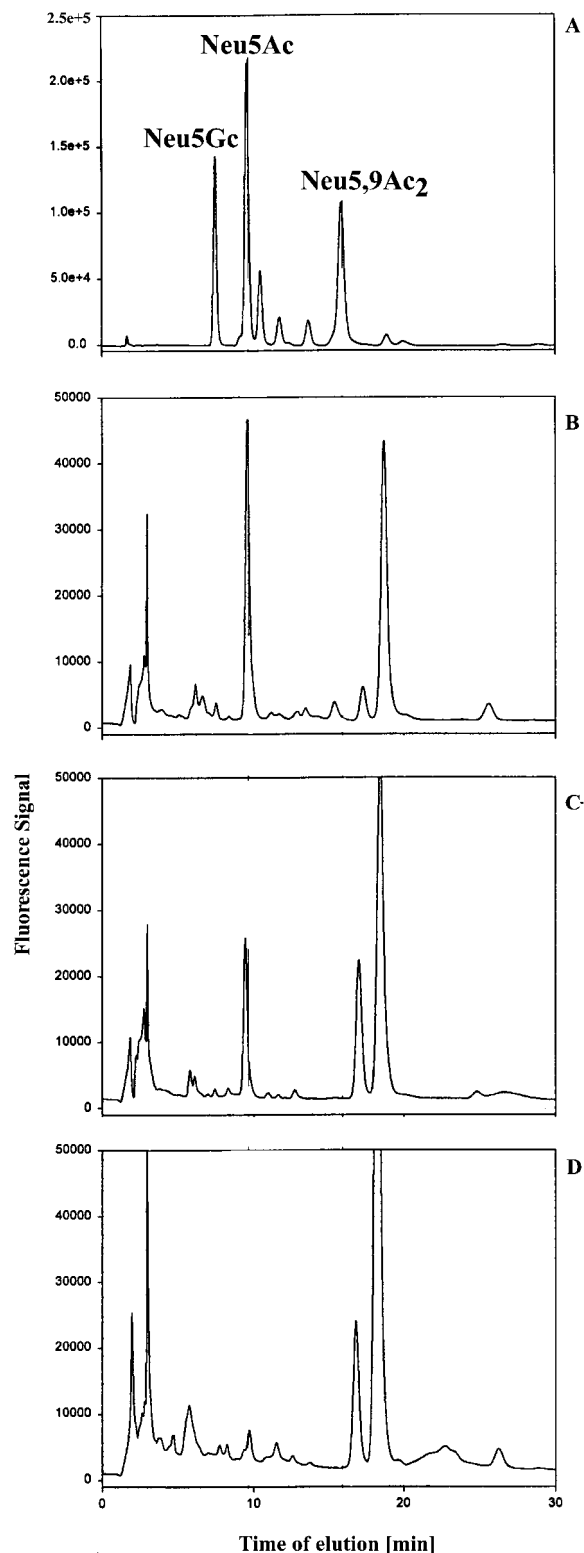 A
2.5e+5
Neu5Ac
2.0e+5
Neu5Gc
1.5e+5
Neu5,9Ac2
1.0e+5
5.0e+4
0.0
B
50000
40000
30000
20000
10000
0
C
50000
40000
30000
20000
10000
0
Fluorescence Signal
D
50000
40000
30000
20000
10000
0
0 10 20 30
Time of elution [min]